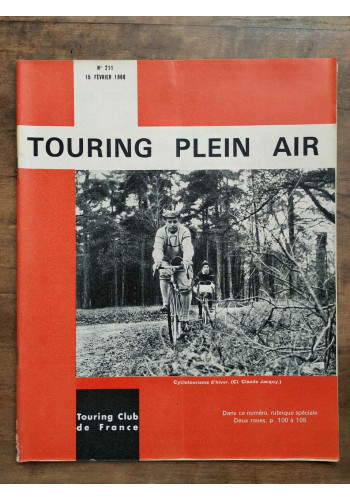 N° 211
15 FÉVRIER 1966
TOURING PLEIN AIR
Cyclotourisme d'hiver. (Cl. Claude Jacquy.)
Touring Club
de France
Dans ce numéro, rubrique spéciale
Deux roues, p. 100 à 105